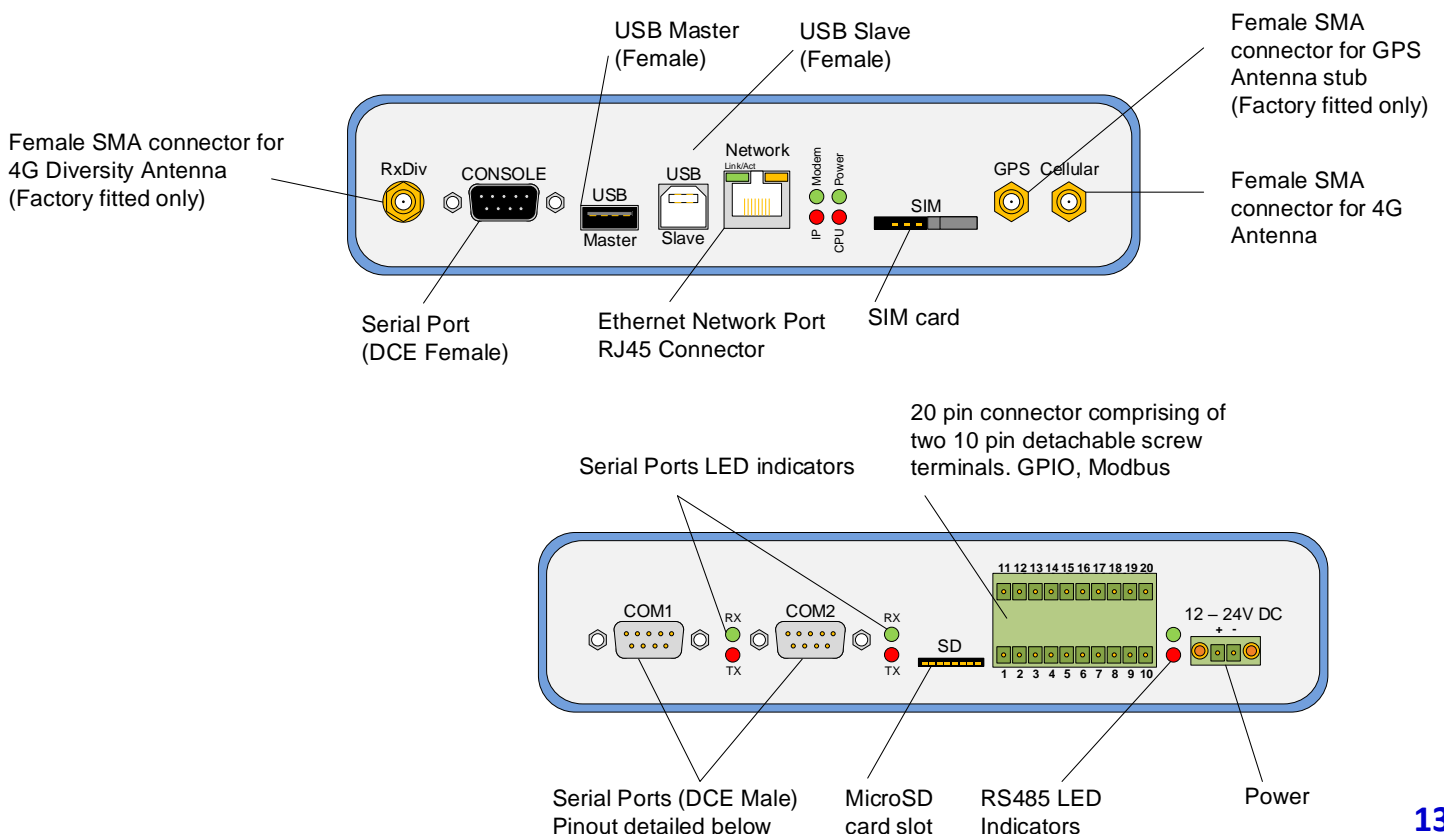 USB Master
(Female)
USB Slave
(Female)
Female SMA
connector for GPS
Antenna stub
(Factory fitted only)
Female SMA connector for
4G Diversity Antenna
(Factory fitted only)
RxDiv
CONSOLE
USB
Master
USB
Slave
Network
Link/Act
Modem
Power
IP
CPU
SIM
GPS
Cellular
Female SMA
connector for 4G
Antenna
Serial Port
(DCE Female)
Ethernet Network Port
RJ45 Connector
SIM card
20 pin connector comprising of
two 10 pin detachable screw
terminals. GPIO, Modbus
Serial Ports LED indicators
COM1
RX
TX
COM2
RX
TX
SD
11 12 13 14 15 16 17 18 19 20
1 2 3 4 5 6 7 8 9 10
12 – 24V DC
+ -
Serial Ports (DCE Male)
Pinout detailed below
MicroSD
card slot
RS485 LED
Indicators
Power
13